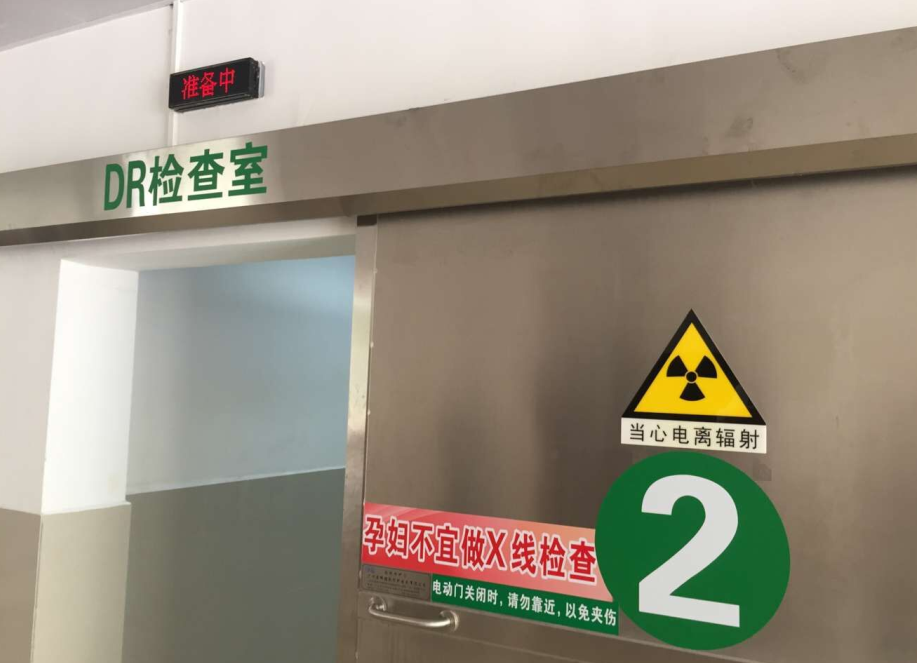 准备中
DR检查室
当心电离辐射
2
孕妇不宜做X线检查
电动门关闭时，请勿靠近，以免夹伤